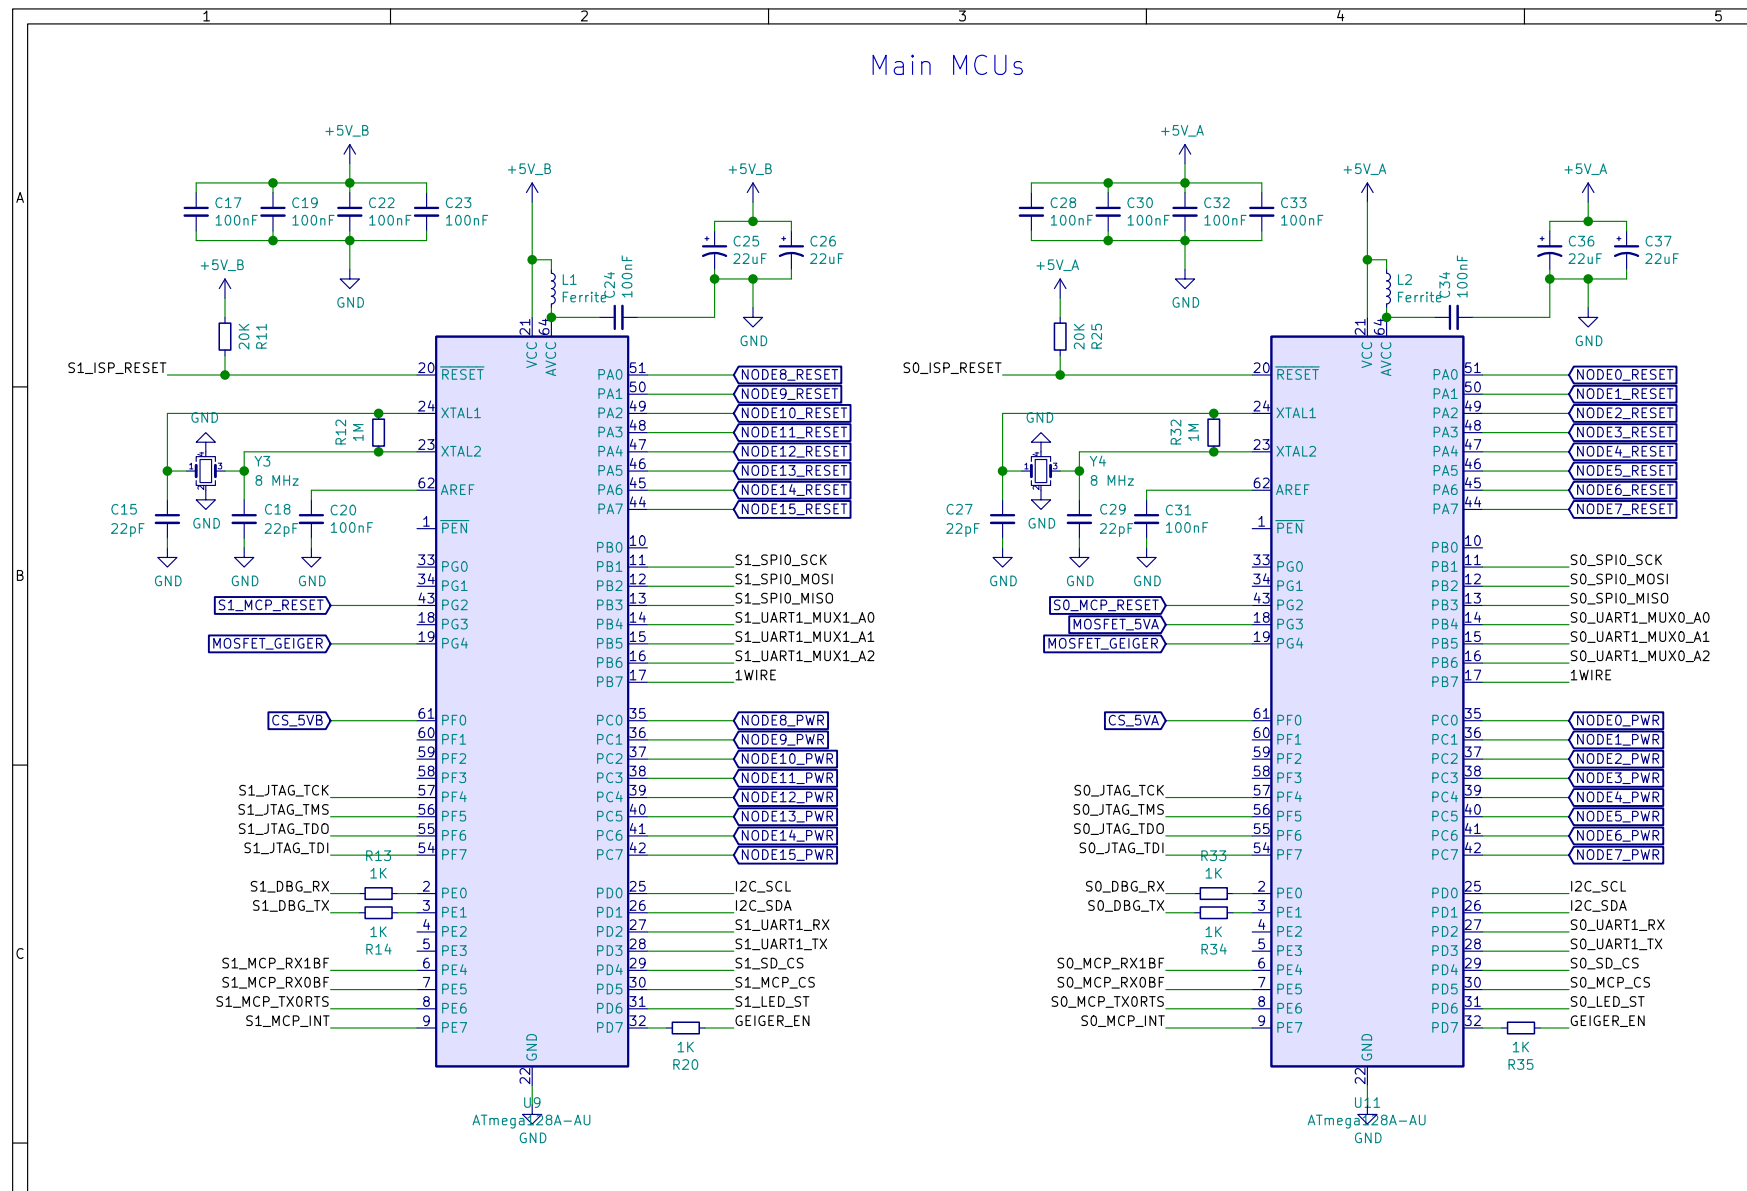 1 2 3 4 5
Main MCUs
A
B
C
+5V_B
C17 100nF
C19 100nF
C22 100nF
C23 100nF
GND
+5V_B
+5V_B
C25 22uF
C26 22uF
GND
+5V_B
20K R11
L1 Ferrite
C24 100nF
S1_ISP_RESET
GND
Y3
8 MHz
GND
R12 1M
C15 22pF
C18 22pF
C20 100nF
GND GND GND
1 2 3 4
21 VCC
64 AVCC
20 RESET
24 XTAL1
23 XTAL2
62 AREF
1 PEN
33 PG0
34 PG1
S1_MCP_RESET 43 PG2
18 PG3
MOSFET_GEIGER 19 PG4
CS_5VB 61 PF0
60 PF1
59 PF2
58 PF3
S1_JTAG_TCK 57 PF4
S1_JTAG_TMS 56 PF5
S1_JTAG_TDO 55 PF6
S1_JTAG_TDI 54 PF7
R13
1K
S1_DBG_RX 2 PE0
S1_DBG_TX 3 PE1
1K
R14
4 PE2
5 PE3
S1_MCP_RX1BF 6 PE4
S1_MCP_RX0BF 7 PE5
S1_MCP_TX0RTS 8 PE6
S1_MCP_INT 9 PE7
PA0 51 NODE8_RESET
PA1 50 NODE9_RESET
PA2 49 NODE10_RESET
PA3 48 NODE11_RESET
PA4 47 NODE12_RESET
PA5 46 NODE13_RESET
PA6 45 NODE14_RESET
PA7 44 NODE15_RESET
PB0 10
PB1 11 S1_SPI0_SCK
PB2 12 S1_SPI0_MOSI
PB3 13 S1_SPI0_MISO
PB4 14 S1_UART1_MUX1_A0
PB5 15 S1_UART1_MUX1_A1
PB6 16 S1_UART1_MUX1_A2
PB7 17 1WIRE
PC0 35 NODE8_PWR
PC1 36 NODE9_PWR
PC2 37 NODE10_PWR
PC3 38 NODE11_PWR
PC4 39 NODE12_PWR
PC5 40 NODE13_PWR
PC6 41 NODE14_PWR
PC7 42 NODE15_PWR
PD0 25 I2C_SCL
PD1 26 I2C_SDA
PD2 27 S1_UART1_RX
PD3 28 S1_UART1_TX
PD4 29 S1_SD_CS
PD5 30 S1_MCP_CS
PD6 31 S1_LED_ST
PD7 32 GEIGER_EN
1K
R20
22 GND
U9
ATmega128A-AU
GND
+5V_A
C28 100nF
C30 100nF
C32 100nF
C33 100nF
GND
+5V_A
+5V_A
C36 22uF
C37 22uF
GND
+5V_A
20K R25
L2 Ferrite
C34 100nF
S0_ISP_RESET
GND
Y4
8 MHz
GND
R32 1M
C27 22pF
C29 22pF
C31 100nF
GND GND GND
1 2 3 4
21 VCC
64 AVCC
20 RESET
24 XTAL1
23 XTAL2
62 AREF
1 PEN
33 PG0
34 PG1
S0_MCP_RESET 43 PG2
MOSFET_5VA 18 PG3
MOSFET_GEIGER 19 PG4
CS_5VA 61 PF0
60 PF1
59 PF2
58 PF3
S0_JTAG_TCK 57 PF4
S0_JTAG_TMS 56 PF5
S0_JTAG_TDO 55 PF6
S0_JTAG_TDI 54 PF7
R33
1K
S0_DBG_RX 2 PE0
S0_DBG_TX 3 PE1
1K
R34
4 PE2
5 PE3
S0_MCP_RX1BF 6 PE4
S0_MCP_RX0BF 7 PE5
S0_MCP_TX0RTS 8 PE6
S0_MCP_INT 9 PE7
PA0 51 NODE0_RESET
PA1 50 NODE1_RESET
PA2 49 NODE2_RESET
PA3 48 NODE3_RESET
PA4 47 NODE4_RESET
PA5 46 NODE5_RESET
PA6 45 NODE6_RESET
PA7 44 NODE7_RESET
PB0 10
PB1 11 S0_SPI0_SCK
PB2 12 S0_SPI0_MOSI
PB3 13 S0_SPI0_MISO
PB4 14 S0_UART1_MUX0_A0
PB5 15 S0_UART1_MUX0_A1
PB6 16 S0_UART1_MUX0_A2
PB7 17 1WIRE
PC0 35 NODE0_PWR
PC1 36 NODE1_PWR
PC2 37 NODE2_PWR
PC3 38 NODE3_PWR
PC4 39 NODE4_PWR
PC5 40 NODE5_PWR
PC6 41 NODE6_PWR
PC7 42 NODE7_PWR
PD0 25 I2C_SCL
PD1 26 I2C_SDA
PD2 27 S0_UART1_RX
PD3 28 S0_UART1_TX
PD4 29 S0_SD_CS
PD5 30 S0_MCP_CS
PD6 31 S0_LED_ST
PD7 32 GEIGER_EN
1K
R35
22 GND
U11
ATmega128A-AU
GND